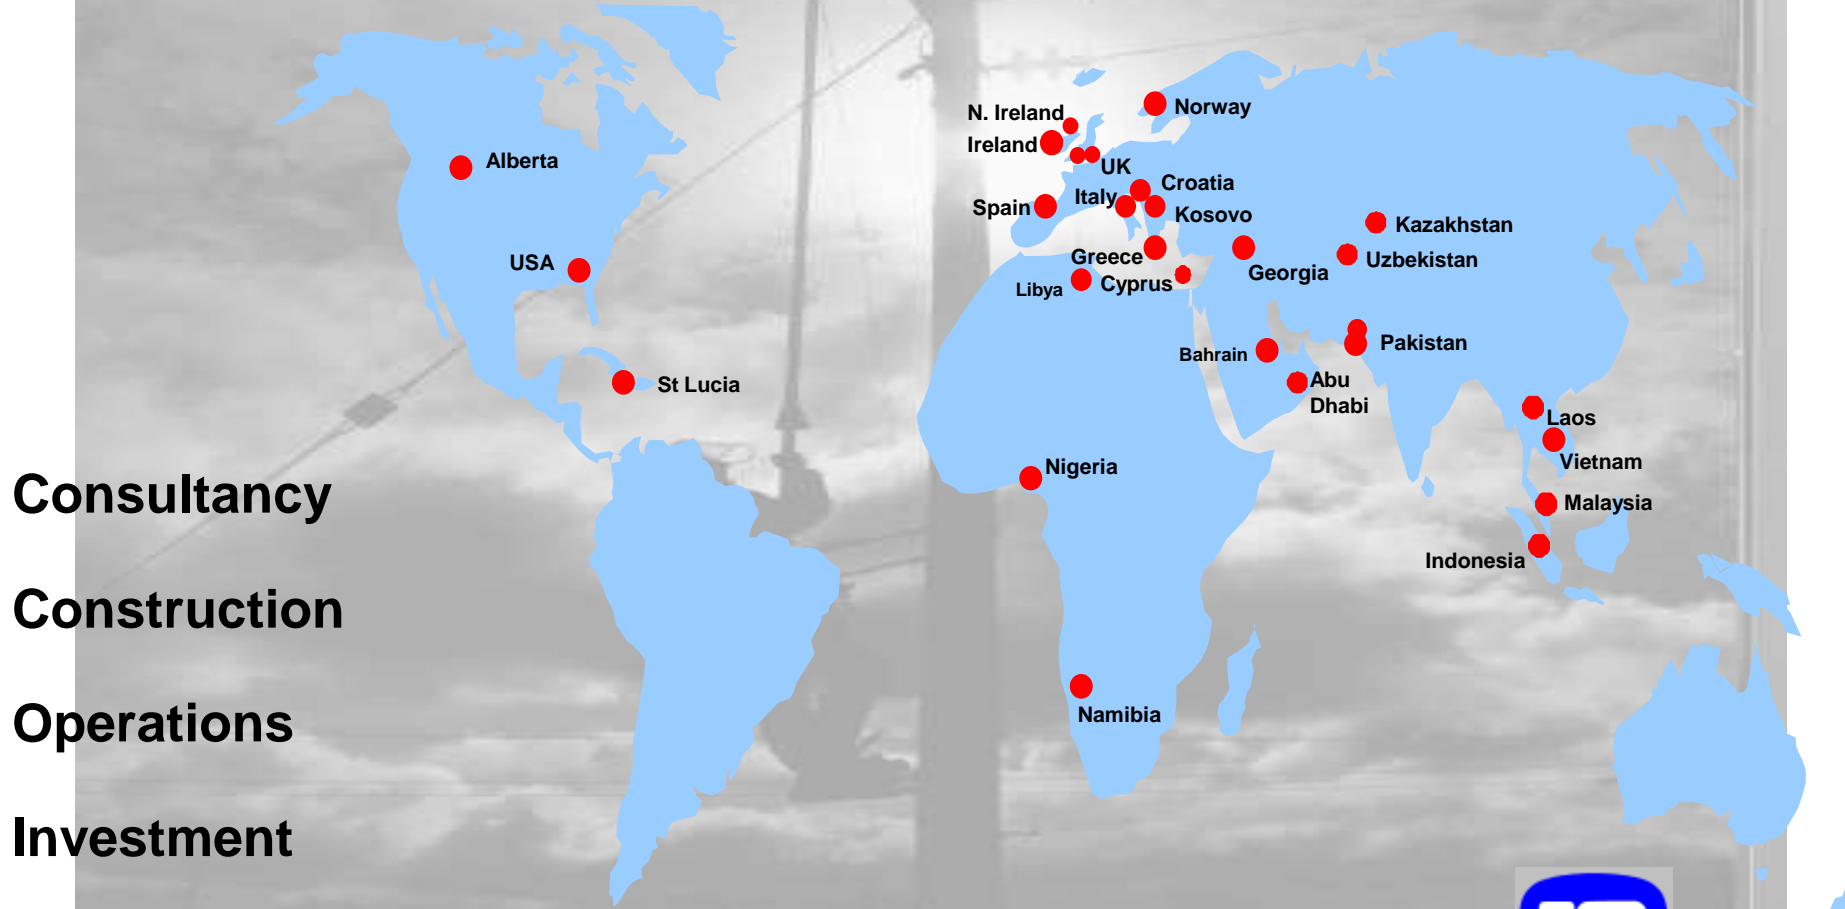 N. Ireland
Norway
Ireland
Alberta
UK
Croatia
Italy
Spain
Kosovo
Kazakhstan
USA
Greece
Uzbekistan
Georgia
Cyprus
Libya
Pakistan
Bahrain
St Lucia
Abu
Dhabi
Laos
Vietnam
Nigeria
Consultancy
Malaysia
Indonesia
Construction
Namibia
Operations
Investment